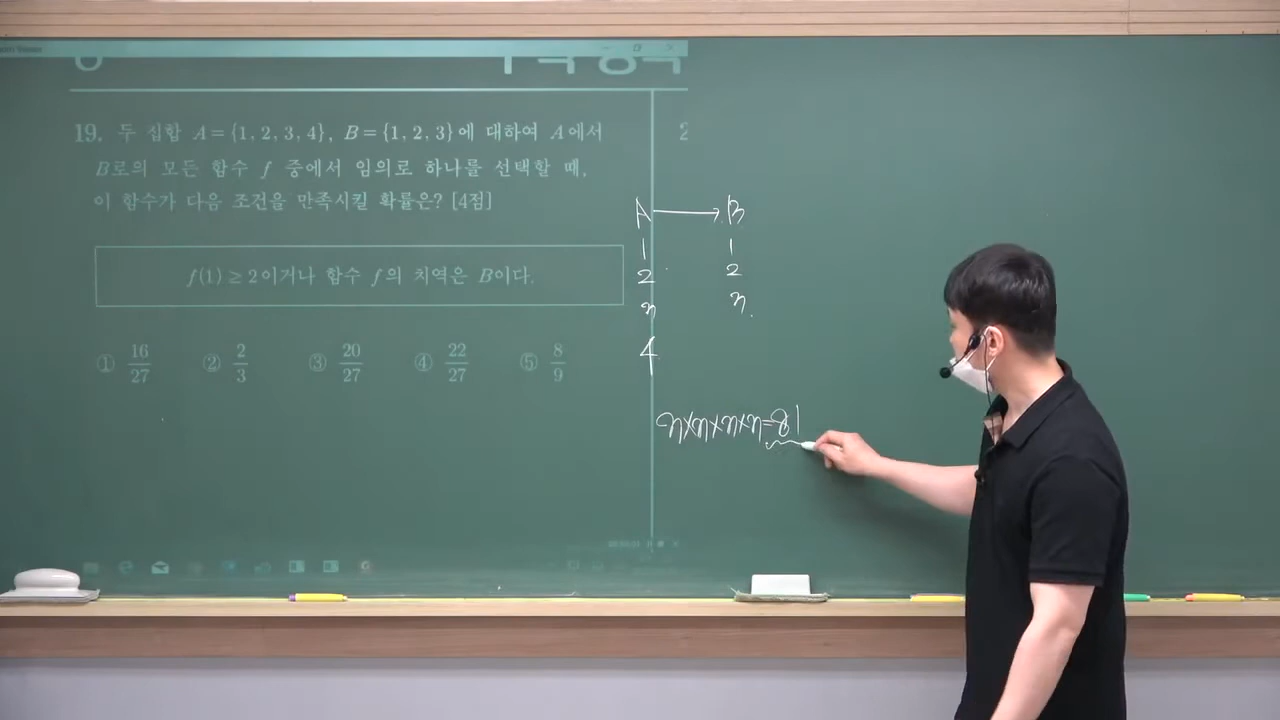 19. 두 집합 A = {1, 2, 3, 4}, B = {1, 2, 3}에 대하여 A에서
B로의 모든 함수 f 중에서 임의로 하나를 선택할 때,
이 함수가 다음 조건을 만족시킬 확률은? [4점]
f(1) ≥ 2이거나 함수 f의 치역은 B이다.
① 16/27 ② 2/3 ③ 20/27 ④ 22/27 ⑤ 8/9
2
A → B
1 1
2 2
3 3
4
3×3×3×3=81